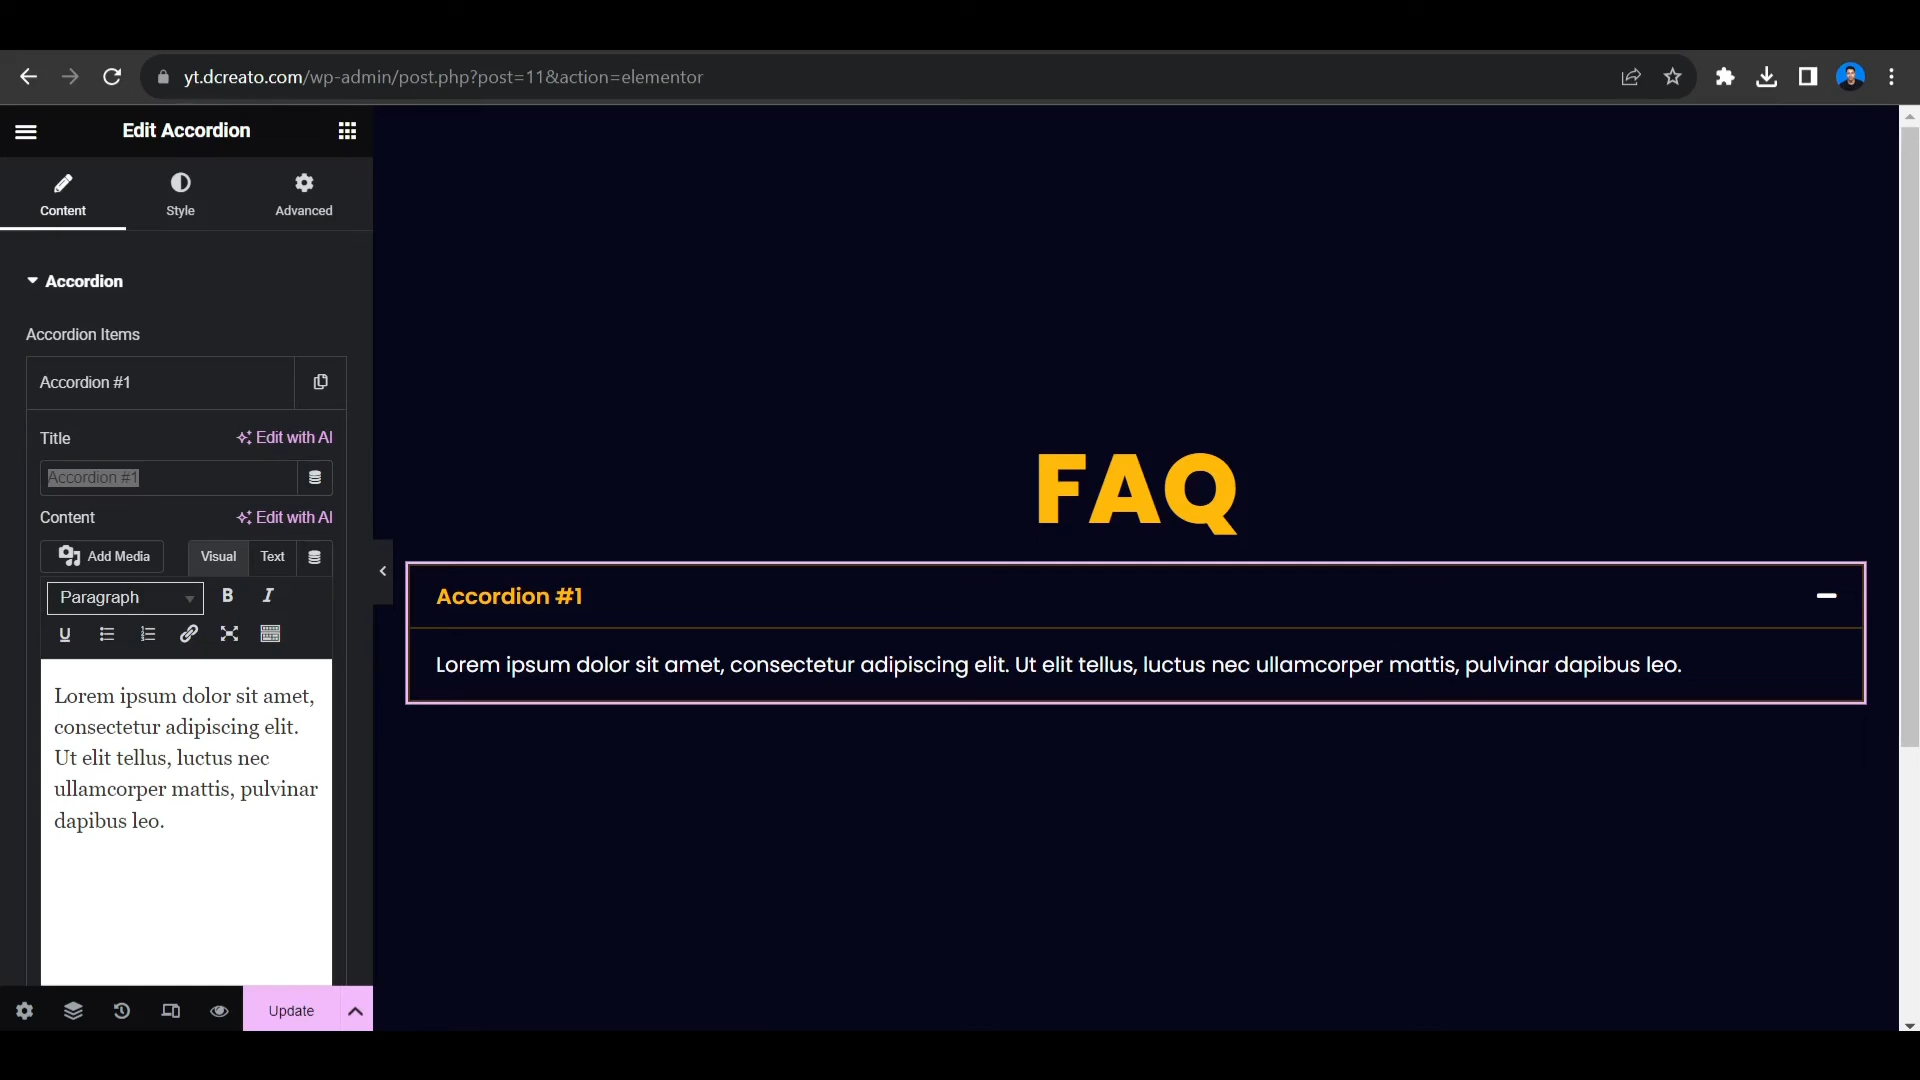 yt.dcreato.com/wp-admin/post.php?post=11&action=elementor
Edit Accordion
Content
Style
Advanced
Accordion
Accordion Items
Accordion #1
Title
Edit with AI
Accordion #1
Content
Edit with AI
Add Media
Visual
Text
Paragraph
B
I
U
Lorem ipsum dolor sit amet,
consectetur adipiscing elit.
Ut elit tellus, luctus nec
ullamcorper mattis, pulvinar
dapibus leo.
Update
FAQ
Accordion #1
Lorem ipsum dolor sit amet, consectetur adipiscing elit. Ut elit tellus, luctus nec ullamcorper mattis, pulvinar dapibus leo.